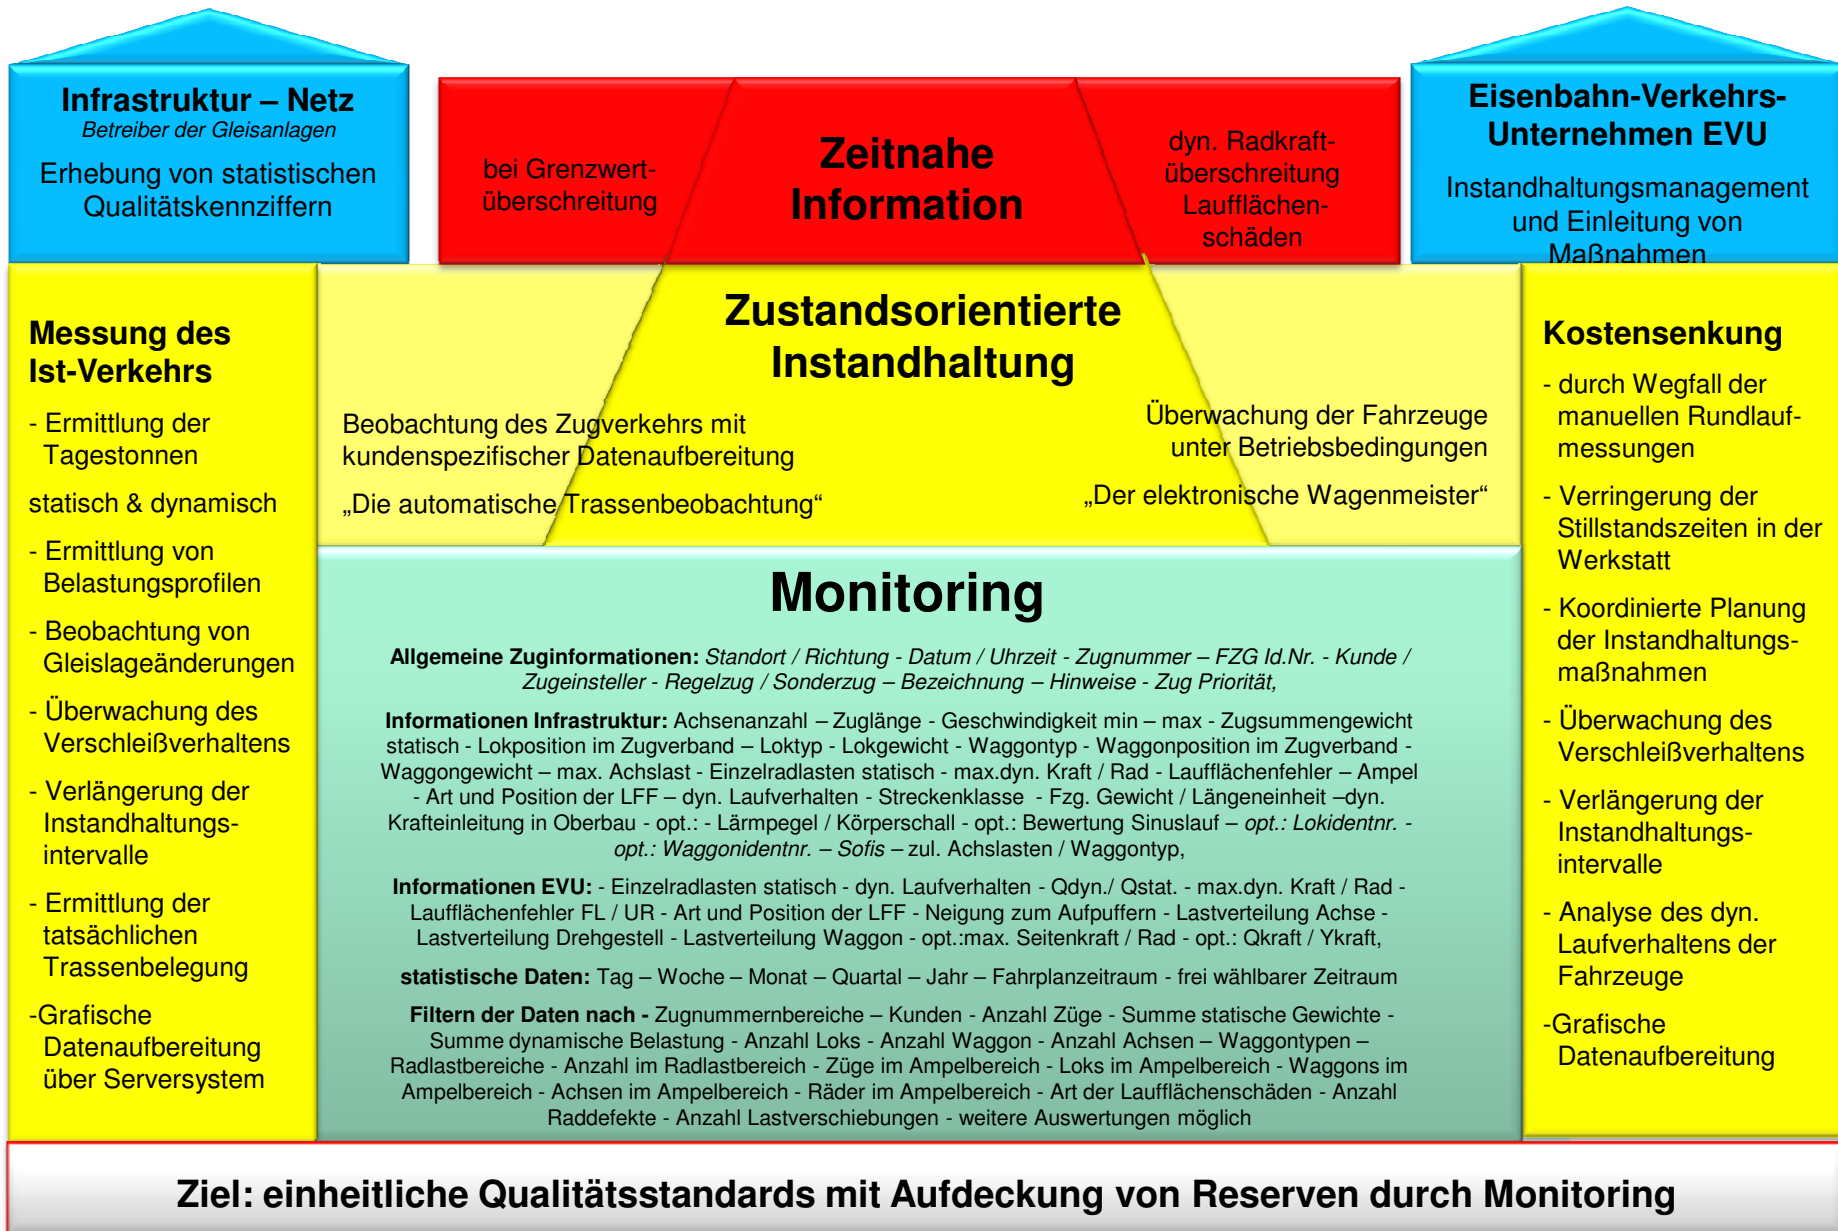 Infrastruktur – Netz
Betreiber der Gleisanlagen
Erhebung von statistischen
Qualitätskennziffern
bei Grenzwert-
überschreitung
Zeitnahe
Information
dyn. Radkraft-
überschreitung
Laufflächen-
schäden
Eisenbahn-Verkehrs-
Unternehmen EVU
Instandhaltungsmanagement
und Einleitung von
Maßnahmen
Messung des
Ist-Verkehrs
- Ermittlung der
Tagestonnen
statisch & dynamisch
- Ermittlung von
Belastungsprofilen
- Beobachtung von
Gleislageänderungen
- Überwachung des
Verschleißverhaltens
- Verlängerung der
Instandhaltungs-
intervalle
- Ermittlung der
tatsächlichen
Trassenbelegung
-Grafische
Datenaufbereitung
über Serversystem
Zustandsorientierte
Instandhaltung
Beobachtung des Zugverkehrs mit
kundenspezifischer Datenaufbereitung
„Die automatische Trassenbeobachtung“
Überwachung der Fahrzeuge
unter Betriebsbedingungen
„Der elektronische Wagenmeister“
Monitoring
Allgemeine Zuginformationen: Standort / Richtung - Datum / Uhrzeit - Zugnummer – FZG Id.Nr. - Kunde /
Zugeinsteller - Regelzug / Sonderzug – Bezeichnung – Hinweise - Zug Priorität,
Informationen Infrastruktur: Achsenanzahl – Zuglänge - Geschwindigkeit min – max - Zugsummengewicht
statisch - Lokposition im Zugverband – Loktyp - Lokgewicht - Waggontyp - Waggonposition im Zugverband -
Waggongewicht – max. Achslast - Einzelradlasten statisch - max.dyn. Kraft / Rad - Laufflächenfehler – Ampel
- Art und Position der LFF – dyn. Laufverhalten - Streckenklasse - Fzg. Gewicht / Längeneinheit –dyn.
Krafteinleitung in Oberbau - opt.: - Lärmpegel / Körperschall - opt.: Bewertung Sinuslauf – opt.: Lokidentnr. -
opt.: Waggonidentnr. – Sofis – zul. Achslasten / Waggontyp,
Informationen EVU: - Einzelradlasten statisch - dyn. Laufverhalten - Qdyn./ Qstat. - max.dyn. Kraft / Rad -
Laufflächenfehler FL / UR - Art und Position der LFF - Neigung zum Aufpuffern - Lastverteilung Achse -
Lastverteilung Drehgestell - Lastverteilung Waggon - opt.:max. Seitenkraft / Rad - opt.: Qkraft / Ykraft,
statistische Daten: Tag – Woche – Monat – Quartal – Jahr – Fahrplanzeitraum - frei wählbarer Zeitraum
Filtern der Daten nach - Zugnummernbereiche – Kunden - Anzahl Züge - Summe statische Gewichte -
Summe dynamische Belastung - Anzahl Loks - Anzahl Waggon - Anzahl Achsen – Waggontypen –
Radlastbereiche - Anzahl im Radlastbereich - Züge im Ampelbereich - Loks im Ampelbereich - Waggons im
Ampelbereich - Achsen im Ampelbereich - Räder im Ampelbereich - Art der Laufflächenschäden - Anzahl
Raddefekte - Anzahl Lastverschiebungen - weitere Auswertungen möglich
Kostensenkung
- durch Wegfall der
manuellen Rundlauf-
messungen
- Verringerung der
Stillstandszeiten in der
Werkstatt
- Koordinierte Planung
der Instandhaltungs-
maßnahmen
- Überwachung des
Verschleißverhaltens
- Verlängerung der
Instandhaltungs-
intervalle
- Analyse des dyn.
Laufverhaltens der
Fahrzeuge
-Grafische
Datenaufbereitung
Ziel: einheitliche Qualitätsstandards mit Aufdeckung von Reserven durch Monitoring